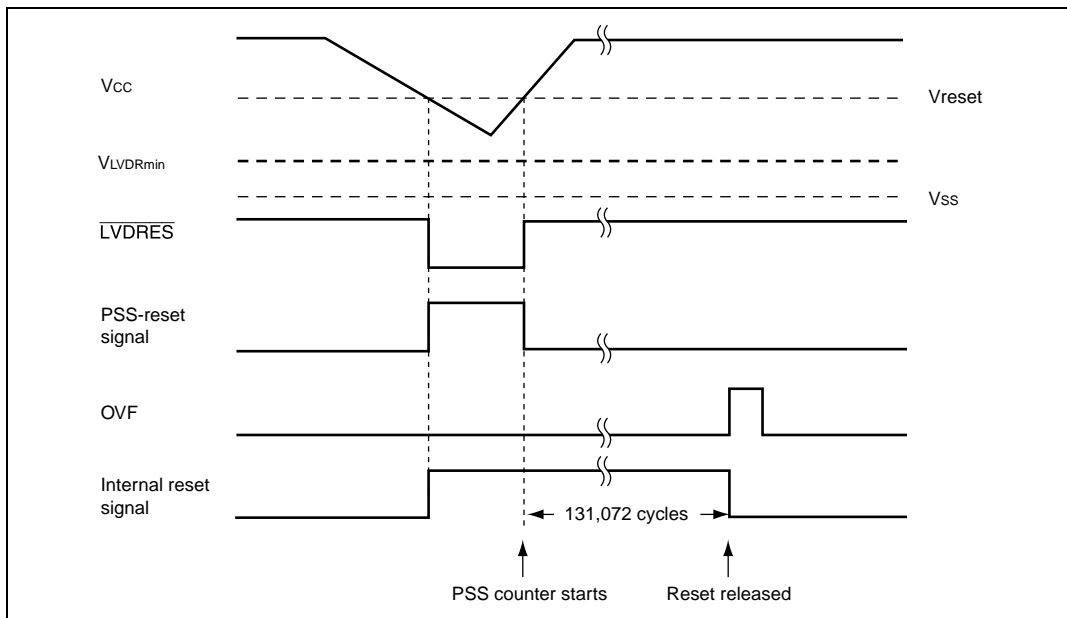 Vcc
Vreset
VLVDRmin
Vss
LVDRES
PSS-reset
signal
OVF
Internal reset
signal
131,072 cycles
PSS counter starts
Reset released